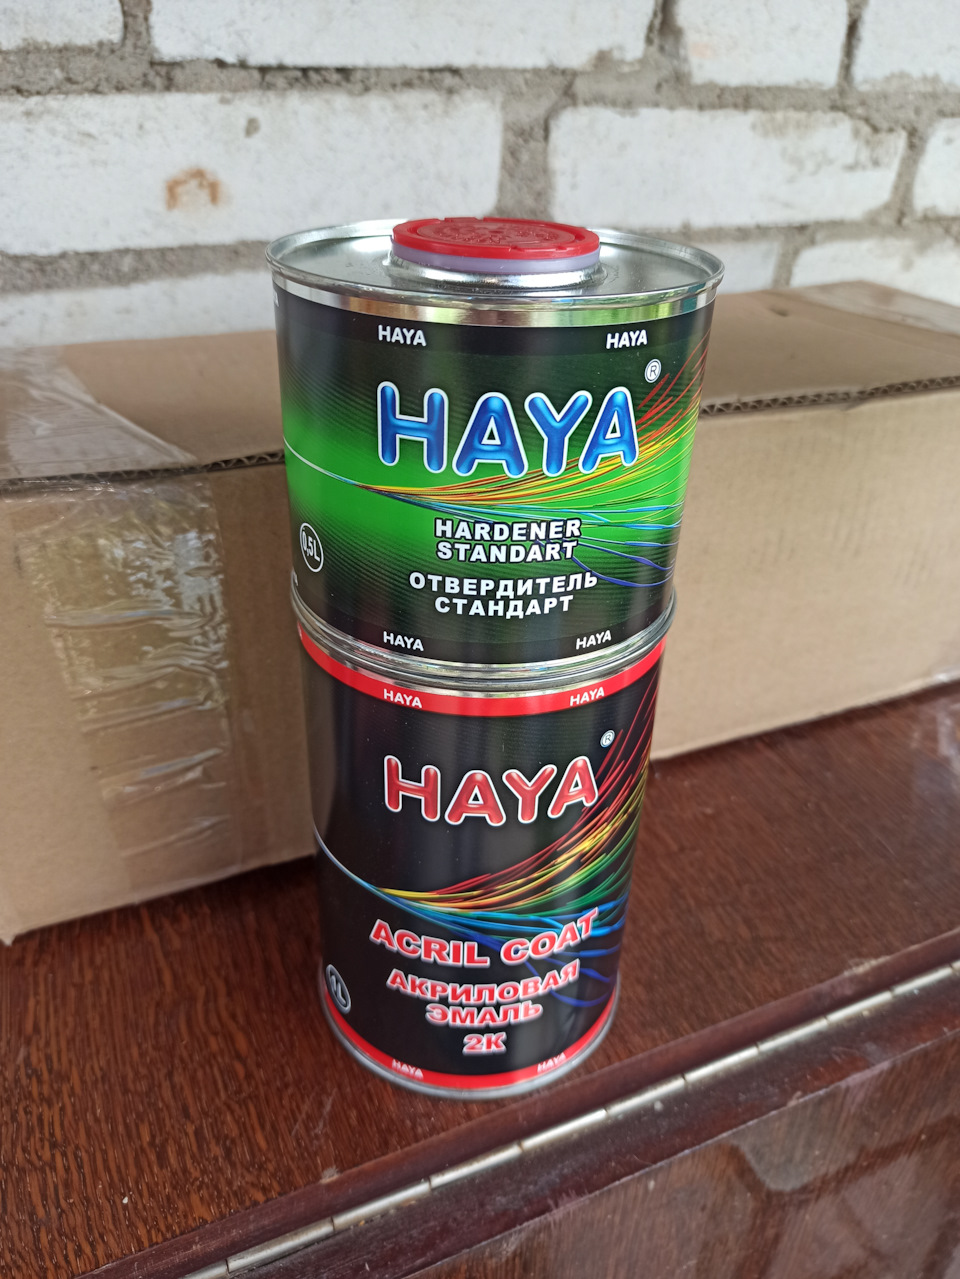 HAYA HAYA
HAYA ®
0,5L
HARDENER
STANDART
ОТВЕРДИТЕЛЬ
СТАНДАРТ
HAYA HAYA
HAYA HAYA
HAYA ®
ACRIL COAT
АКРИЛОВАЯ
ЭМАЛЬ
1L
2К
HAYA HAYA